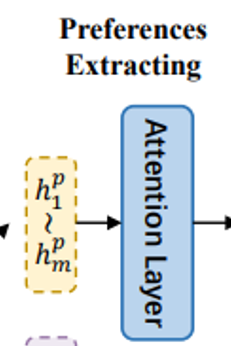 Preferences
Extracting
$h_1^p$
~
$h_m^p$
Attention Layer